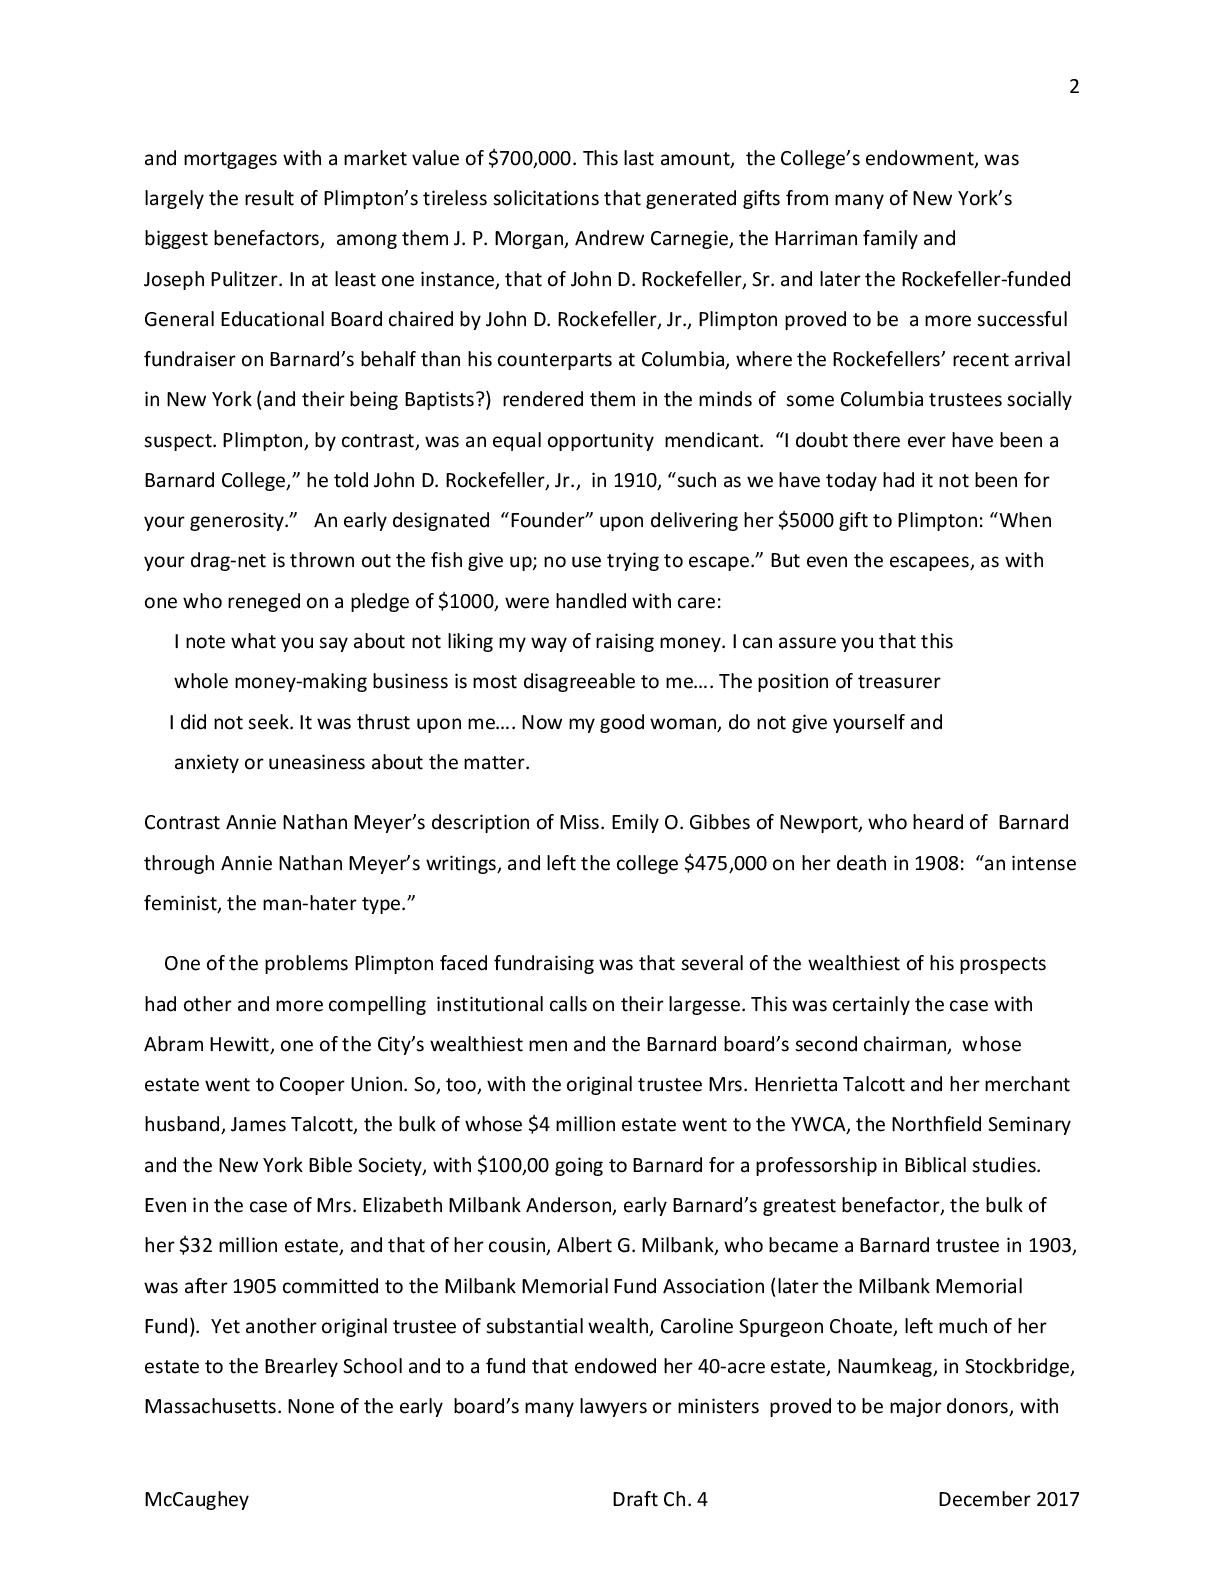 2
and mortgages with a market value of $700,000. This last amount,  the College’s endowment, was
largely the result of Plimpton’s tireless solicitations that generated gifts from many of New York’s
biggest benefactors,  among them J. P. Morgan, Andrew Carnegie, the Harriman family and
Joseph Pulitzer. In at least one instance, that of John D. Rockefeller, Sr. and later the Rockefeller-funded
General Educational Board chaired by John D. Rockefeller, Jr., Plimpton proved to be  a more successful
fundraiser on Barnard’s behalf than his counterparts at Columbia, where the Rockefellers’ recent arrival
in New York (and their being Baptists?)  rendered them in the minds of  some Columbia trustees socially
suspect. Plimpton, by contrast, was an equal opportunity  mendicant.  “I doubt there ever have been a
Barnard College,” he told John D. Rockefeller, Jr.,  in 1910, “such as we have today had it not been for
your generosity.”   An early designated  “Founder” upon delivering her $5000 gift to Plimpton: “When
your drag-net is thrown out the fish give up; no use trying to escape.” But even the escapees, as with
one who reneged on a pledge of $1000, were handled with care:
I note what you say about not liking my way of raising money. I can assure you that this
whole money-making business is most disagreeable to me…. The position of treasurer
I did not seek. It was thrust upon me…. Now my good woman, do not give yourself and
anxiety or uneasiness about the matter.
Contrast Annie Nathan Meyer’s description of Miss. Emily O. Gibbes of Newport, who heard of  Barnard
through Annie Nathan Meyer’s writings, and left the college $475,000 on her death in 1908:  “an intense
feminist, the man-hater type.”
One of the problems Plimpton faced fundraising was that several of the wealthiest of his prospects
had other and more compelling  institutional calls on their largesse. This was certainly the case with
Abram Hewitt, one of the City’s wealthiest men and the Barnard board’s second chairman,  whose
estate went to Cooper Union. So, too, with the original trustee Mrs. Henrietta Talcott and her merchant
husband, James Talcott, the bulk of whose $4 million estate went to the YWCA, the Northfield Seminary
and the New York Bible Society, with $100,00 going to Barnard for a professorship in Biblical studies.
Even in the case of Mrs. Elizabeth Milbank Anderson, early Barnard’s greatest benefactor, the bulk of
her $32 million estate, and that of her cousin, Albert G. Milbank, who became a Barnard trustee in 1903,
was after 1905 committed to the Milbank Memorial Fund Association (later the Milbank Memorial
Fund).  Yet another original trustee of substantial wealth, Caroline Spurgeon Choate, left much of her
estate to the Brearley School and to a fund that endowed her 40-acre estate, Naumkeag, in Stockbridge,
Massachusetts. None of the early  board’s many lawyers or ministers  proved to be major donors, with
McCaughey Draft Ch. 4 December 2017